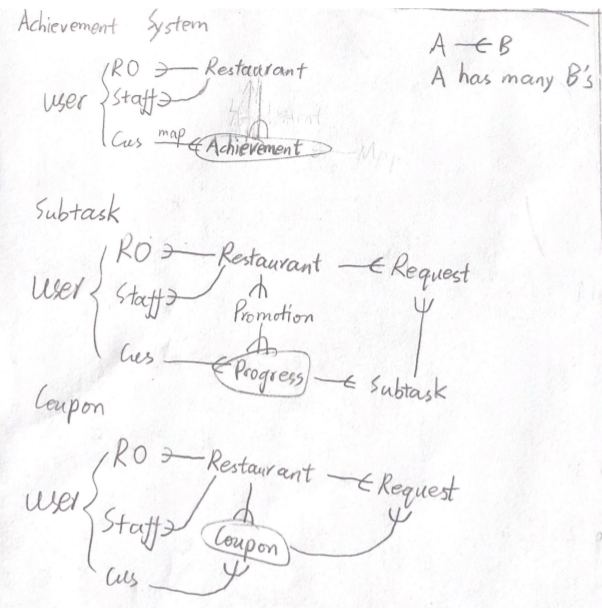 Achievement System
A B
A has many B's
RO Restaurant
User Staff
Cus map Achievement
Subtask
RO Restaurant Request
User Staff
Promotion
Cus Progress Subtask
Coupon
RO Restaurant Request
User
Staff Coupon
Cus